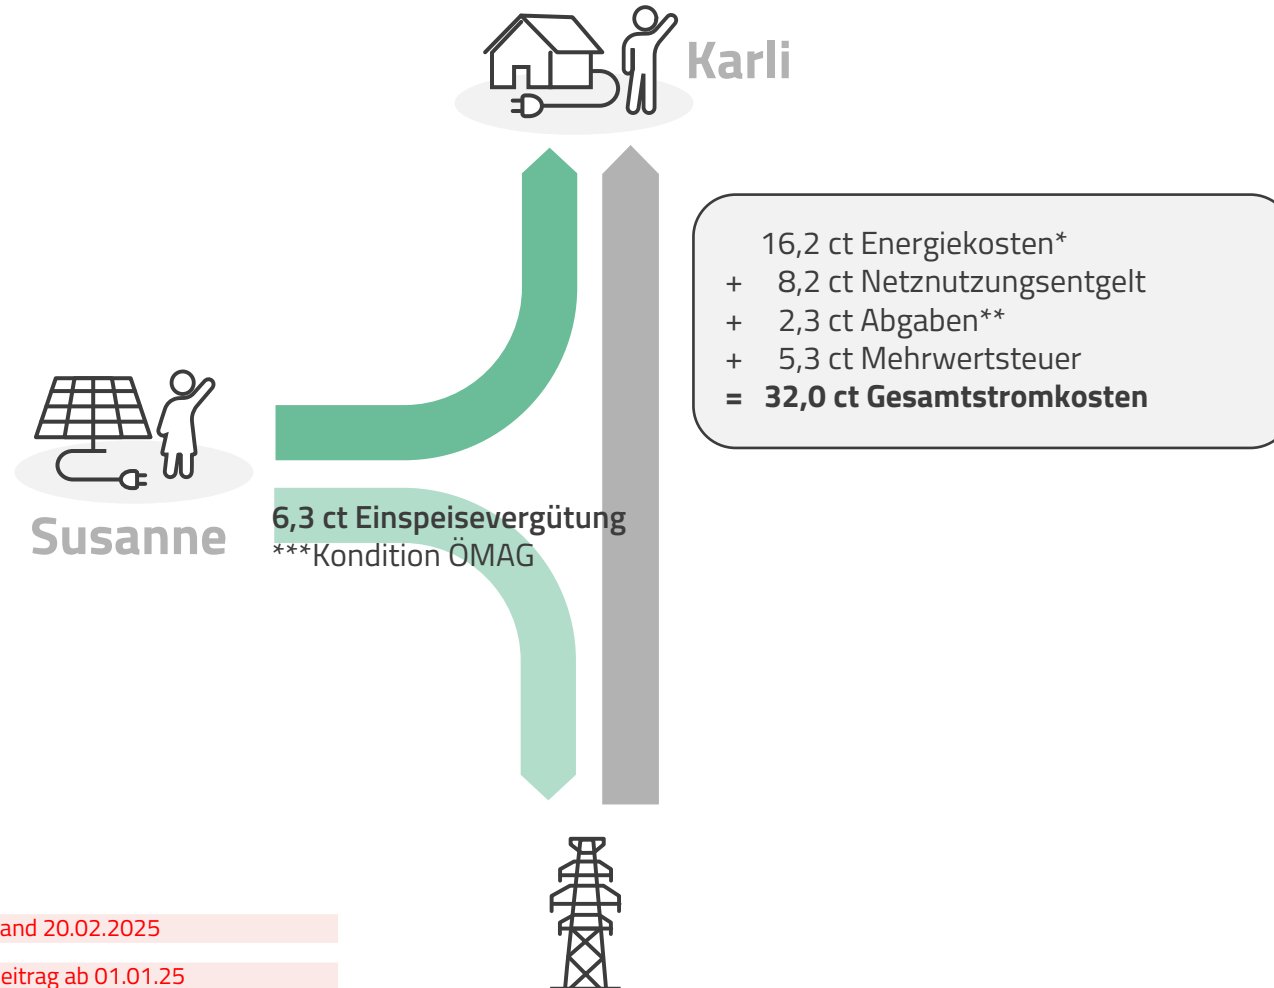 Karli
16,2 ct Energiekosten*
+ 8,2 ct Netznutzungsentgelt
+ 2,3 ct Abgaben**
+ 5,3 ct Mehrwertsteuer
= 32,0 ct Gesamtstromkosten
Susanne
6,3 ct Einspeisevergütung
***Kondition ÖMAG
and 20.02.2025
eitrag ab 01.01.25